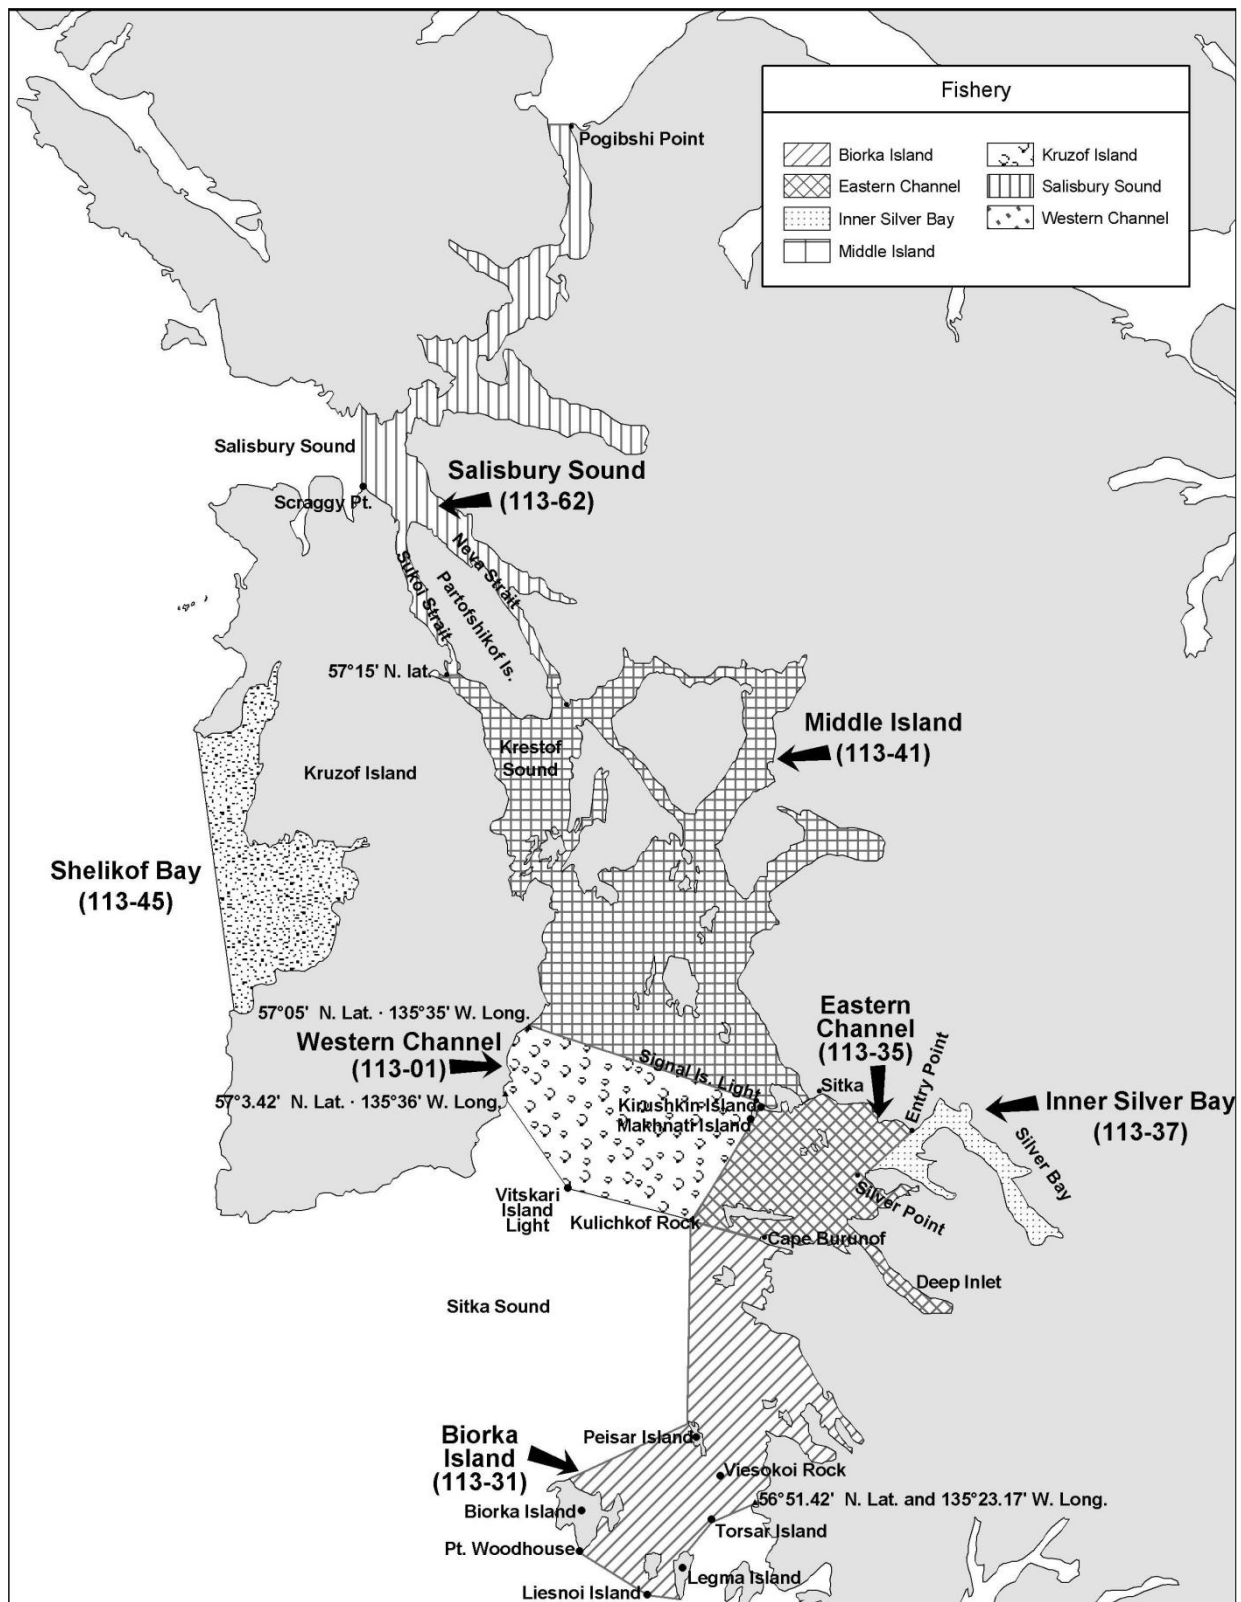 Fishery
Biorka Island
Kruzof Island
Eastern Channel
Salisbury Sound
Inner Silver Bay
Western Channel
Middle Island
Pogibshi Point
Salisbury Sound
Scraggy Pt.
Salisbury Sound
(113-62)
Neva Strait
Sukoi Strait
Partofshikof Is.
57°15' N. lat.
Middle Island
(113-41)
Krestof
Sound
Kruzof Island
Shelikof Bay
(113-45)
57°05' N. Lat. · 135°35' W. Long.
Western Channel
(113-01)
57°3.42' N. Lat. · 135°36' W. Long.
Eastern
Channel
(113-35)
Signal Is. Light
Sitka
Entry Point
Kirushkin Island
Makhnati Island
Inner Silver Bay
(113-37)
Silver Bay
Silver Point
Vitskari
Island
Light
Kulichkof Rock
Cape Burunof
Deep Inlet
Sitka Sound
Biorka
Island
(113-31)
Peisar Island
Viesokoi Rock
56°51.42' N. Lat. and 135°23.17' W. Long.
Biorka Island
Torsar Island
Pt. Woodhouse
Legma Island
Liesnoi Island